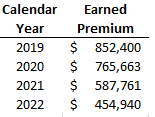 Calendar Earned
Year Premium
2019 $ 852,400
2020 $ 765,663
2021 $ 587,761
2022 $ 454,940